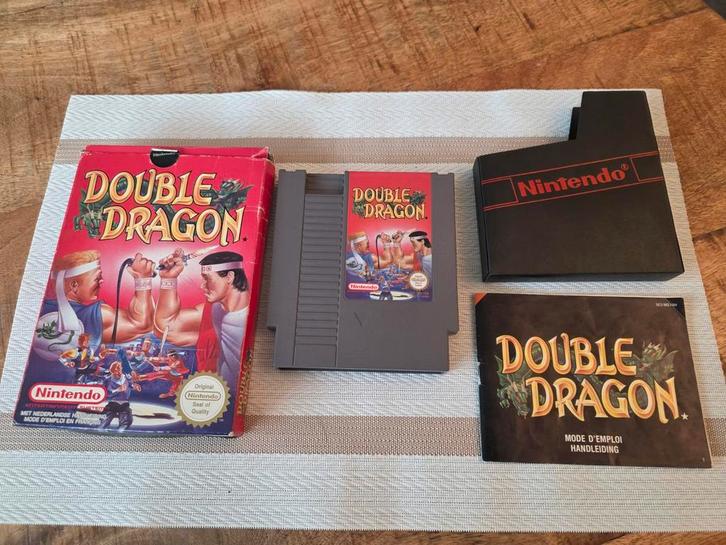 DOUBLE
DRAGON
Nintendo
Original
Nintendo
Seal of
Quality
MET NEDERLANDSE
MODE D'EMPLOI EN
DOUBLE
DOUBLE
DRAGON
Nintendo
Nintendo®
DOUBLE
DRAGON
MODE D'EMPLOI
HANDLEIDING